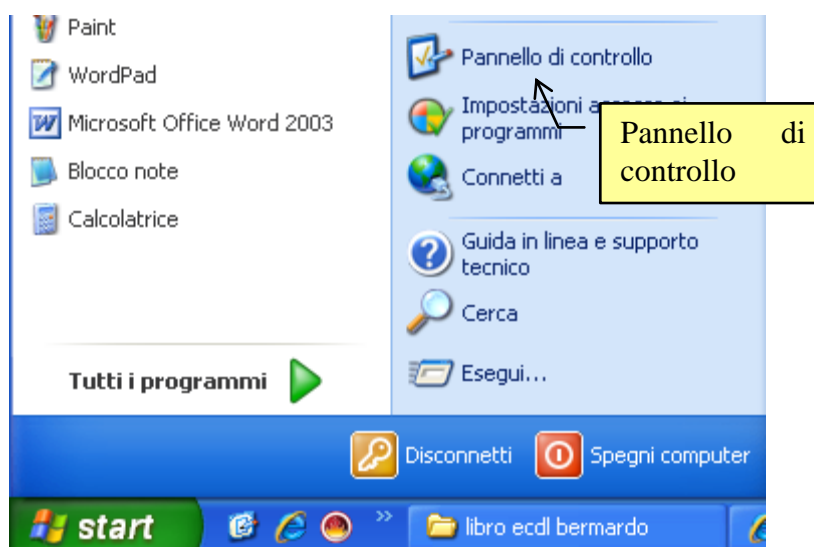 Paint
WordPad
Microsoft Office Word 2003
Blocco note
Calcolatrice
Tutti i programmi
Pannello di controllo
Impostazioni
programmi
Connetti a
Guida in linea e supporto
tecnico
Cerca
Esegui...
Pannello di
controllo
Disconnetti
Spegni computer
start
libro ecdl bermardo